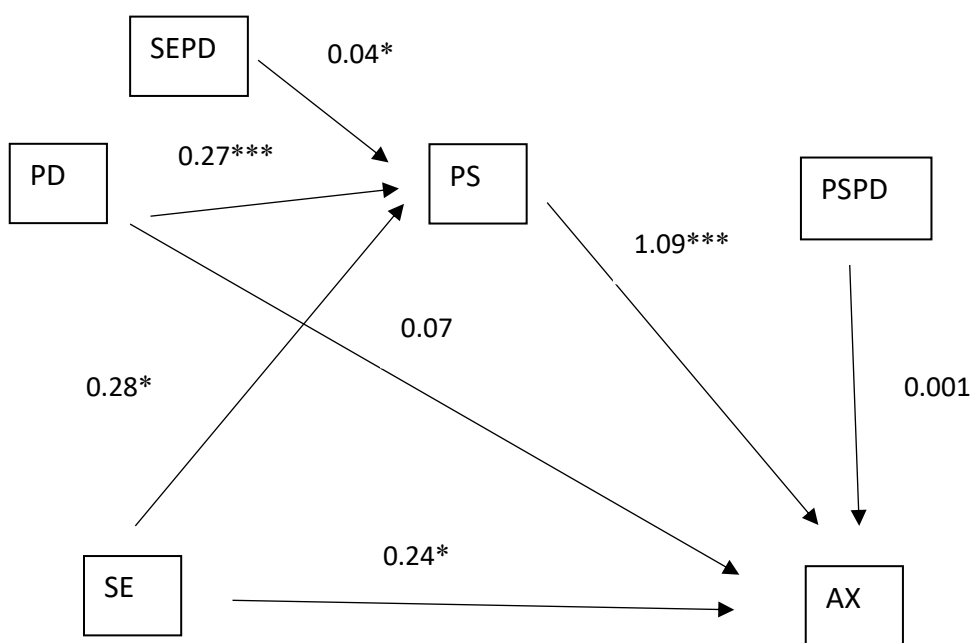 SEPD
0.04*
0.27***
PD
PS
PSPD
1.09***
0.07
0.28*
0.001
0.24*
SE
AX